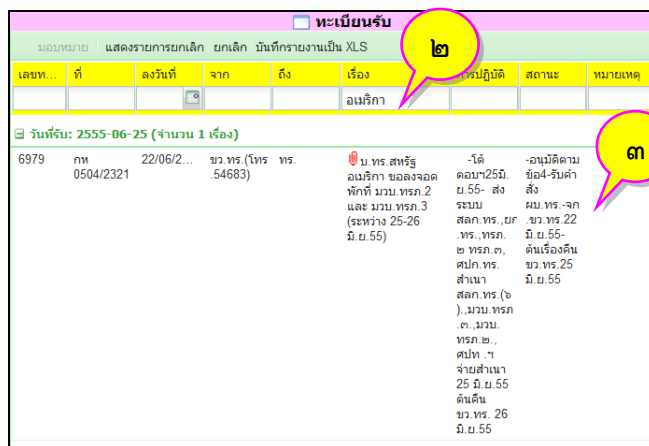 ทะเบียนรับ
มอบหมาย แสดงรายการยกเลิก ยกเลิก บันทึกรายงานเป็น XLS
๒
เลขท... ที่ ลงวันที่ จาก ถึง เรื่อง การปฏิบัติ สถานะ หมายเหตุ
อเมริกา
วันที่รับ: 2555-06-25 (จำนวน 1 เรื่อง)
๓
6979 กห 22/06/2... ขว.ทร.(โทร ทร. บ.ทร.สหรัฐ -โต้ -อนุมัติตาม
0504/2321 .54683) อเมริกา ขอลงจอด ตอบฯ25มิ. ข้อ4-รับคำ
พักที่ มวบ.ทรภ.2 ย.55- ส่ง สั่ง
และ มวบ.ทรภ.3 ระบบ ผบ.ทร.-จก
(ระหว่าง 25-26 สลก.ทร.,ยก .ขว.ทร.22
มิ.ย.55) .ทร.,ทรภ. มิ.ย.55-
๒ ทรภ.๓, ต้นเรื่องคืน
ศปก.ทร. ขว.ทร.25
สำเนา มิ.ย.55
สลก.ทร.(๖
).,มวบ.ทรภ
.๓.,มวบ.
ทรภ.๒.,
ศปท .ฯ
จ่ายสำเนา
25 มิ.ย.55
ต้นคืน
ขว.ทร. 26
มิ.ย.55